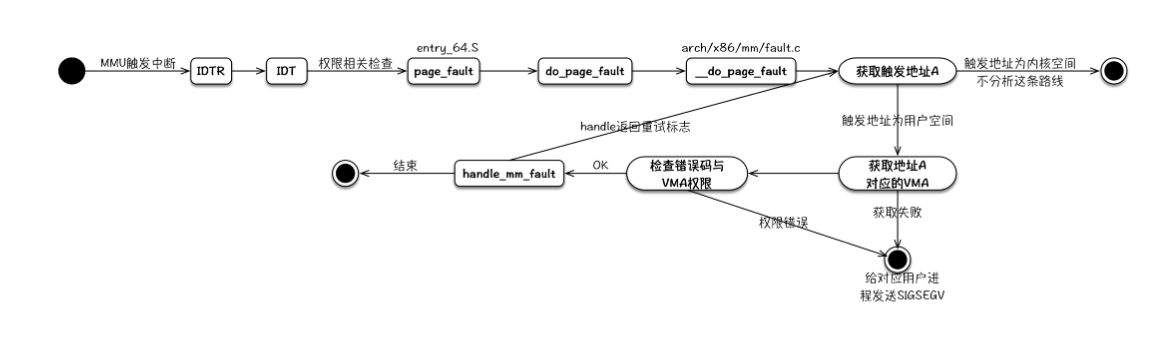 entry_64.S
arch/x86/mm/fault.c
MMU触发中断
IDTR
IDT
权限相关检查
page_fault
do_page_fault
__do_page_fault
获取触发地址A
触发地址为内核空间
不分析这条路线
handle返回重试标志
触发地址为用户空间
结束
handle_mm_fault
OK
检查错误码与
VMA权限
获取地址A
对应的VMA
权限错误
获取失败
给对应用户进
程发送SIGSEGV